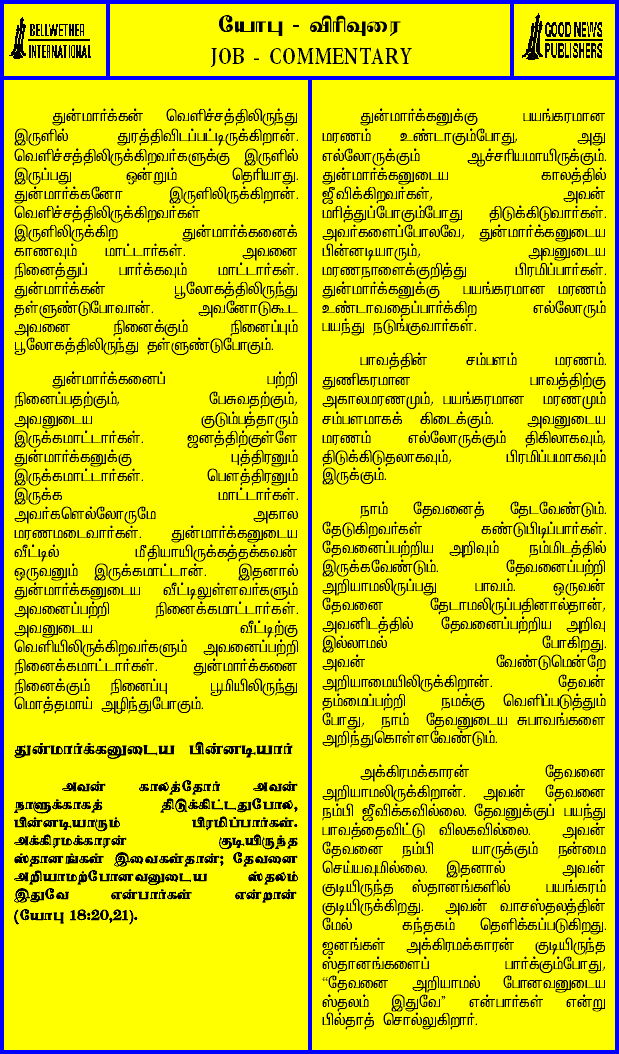 BELLWETHER
INTERNATIONAL
யோபு - விரிவுரை
JOB - COMMENTARY
GOOD NEWS
PUBLISHERS
துன்மார்க்கன் வெளிச்சத்திலிருந்து
இருளில் துரத்திவிடப்பட்டிருக்கிறான்.
வெளிச்சத்திலிருக்கிறவர்களுக்கு இருளில்
இருப்பது ஒன்றும் தெரியாது.
துன்மார்க்கனோ இருளிலிருக்கிறான்.
வெளிச்சத்திலிருக்கிறவர்கள்
இருளிலிருக்கிற துன்மார்க்கனைக்
காணவும் மாட்டார்கள். அவனை
நினைத்துப் பார்க்கவும் மாட்டார்கள்.
துன்மார்க்கன் பூலோகத்திலிருந்து
தள்ளுண்டுபோவான். அவனோடுகூட
அவனை நினைக்கும் நினைப்பும்
பூலோகத்திலிருந்து தள்ளுண்டுபோகும்.
துன்மார்க்கனைப் பற்றி
நினைப்பதற்கும், பேசுவதற்கும்,
அவனுடைய குடும்பத்தாரும்
இருக்கமாட்டார்கள். ஜனத்திற்குள்ளே
துன்மார்க்கனுக்கு புத்திரனும்
இருக்கமாட்டார்கள். பௌத்திரனும்
இருக்க மாட்டார்கள்.
அவர்களெல்லோருமே அகால
மரணமடைவார்கள். துன்மார்க்கனுடைய
வீட்டில் மீதியாயிருக்கத்தக்கவன்
ஒருவனும் இருக்கமாட்டான். இதனால்
துன்மார்க்கனுடைய வீட்டிலுள்ளவர்களும்
அவனைப்பற்றி நினைக்கமாட்டார்கள்.
அவனுடைய வீட்டிற்கு
வெளியிலிருக்கிறவர்களும் அவனைப்பற்றி
நினைக்கமாட்டார்கள். துன்மார்க்கனை
நினைக்கும் நினைப்பு பூமியிலிருந்து
மொத்தமாய் அழிந்துபோகும்.
துன்மார்க்கனுடைய பின்னடியார்
அவன் காலத்தோர் அவன்
நாளுக்காகத் திடுக்கிட்டதுபோல,
பின்னடியாரும் பிரமிப்பார்கள்.
அக்கிரமக்காரன் குடியிருந்த
ஸ்தானங்கள் இவைகள்தான்; தேவனை
அறியாமற்போனவனுடைய ஸ்தலம்
இதுவே என்பார்கள் என்றான்
(யோபு 18:20,21).
துன்மார்க்கனுக்கு பயங்கரமான
மரணம் உண்டாகும்போது, அது
எல்லோருக்கும் ஆச்சரியமாயிருக்கும்.
துன்மார்க்கனுடைய காலத்தில்
ஜீவிக்கிறவர்கள், அவன்
மரித்துப்போகும்போது திடுக்கிடுவார்கள்.
அவர்களைப்போலவே, துன்மார்க்கனுடைய
பின்னடியாரும், அவனுடைய
மரணநாளைக்குறித்து பிரமிப்பார்கள்.
துன்மார்க்கனுக்கு பயங்கரமான மரணம்
உண்டாவதைப்பார்க்கிற எல்லோரும்
பயந்து நடுங்குவார்கள்.
பாவத்தின் சம்பளம் மரணம்.
துணிகரமான பாவத்திற்கு
அகாலமரணமும், பயங்கரமான மரணமும்
சம்பளமாகக் கிடைக்கும். அவனுடைய
மரணம் எல்லோருக்கும் திகிலாகவும்,
திடுக்கிடுதலாகவும், பிரமிப்பமாகவும்
இருக்கும்.
நாம் தேவனைத் தேடவேண்டும்.
தேடுகிறவர்கள் கண்டுபிடிப்பார்கள்.
தேவனைப்பற்றிய அறிவும் நம்மிடத்தில்
இருக்கவேண்டும். தேவனைப்பற்றி
அறியாமலிருப்பது பாவம். ஒருவன்
தேவனை தேடாமலிருப்பதினால்தான்,
அவனிடத்தில் தேவனைப்பற்றிய அறிவு
இல்லாமல் போகிறது.
அவன் வேண்டுமென்றே
அறியாமையிலிருக்கிறான். தேவன்
தம்மைப்பற்றி நமக்கு வெளிப்படுத்தும்
போது, நாம் தேவனுடைய சுபாவங்களை
அறிந்துகொள்ளவேண்டும்.
அக்கிரமக்காரன் தேவனை
அறியாமலிருக்கிறான். அவன் தேவனை
நம்பி ஜீவிக்கவில்லை. தேவனுக்குப் பயந்து
பாவத்தைவிட்டு விலகவில்லை. அவன்
தேவனை நம்பி யாருக்கும் நன்மை
செய்யவுமில்லை. இதனால் அவன்
குடியிருந்த ஸ்தானங்களில் பயங்கரம்
குடியிருக்கிறது. அவன் வாசஸ்தலத்தின்
மேல் கந்தகம் தெளிக்கப்படுகிறது.
ஜனங்கள் அக்கிரமக்காரன் குடியிருந்த
ஸ்தானங்களைப் பார்க்கும்போது,
“தேவனை அறியாமல் போனவனுடைய
ஸ்தலம் இதுவே” என்பார்கள் என்று
பில்தாத் சொல்லுகிறார்.